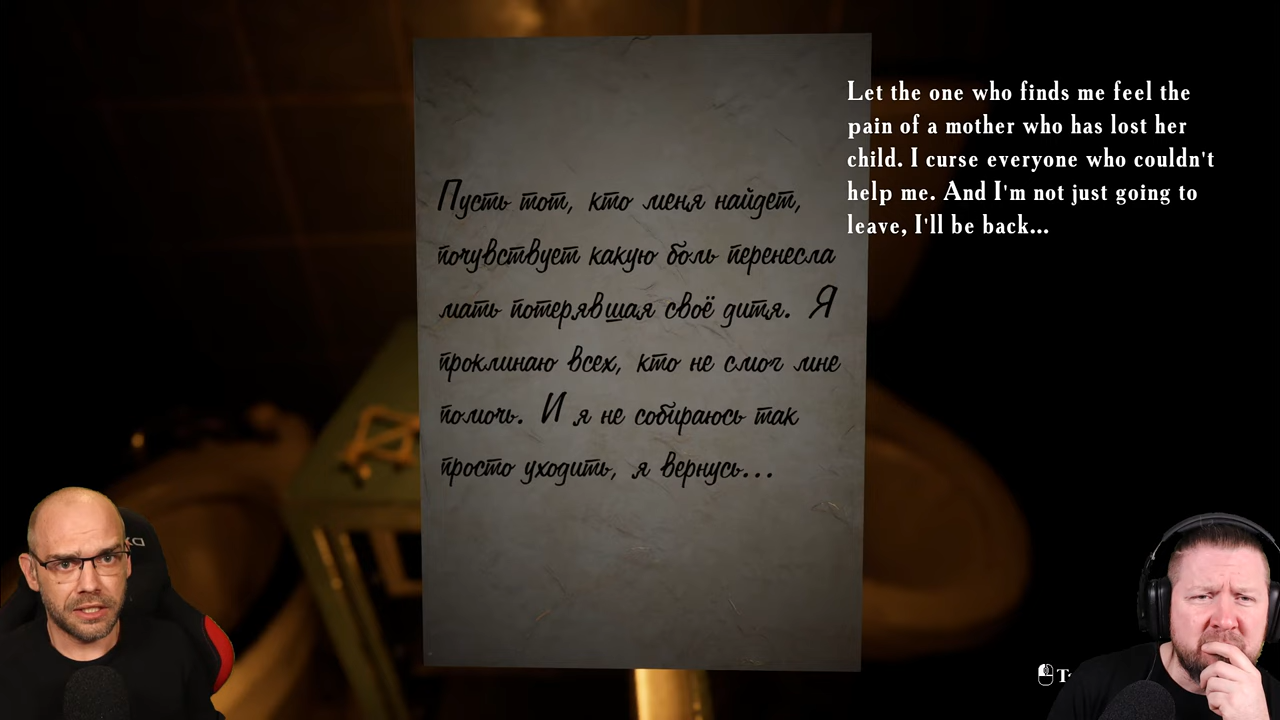 Пусть тот, кто меня найдет,
почувствует какую боль перенесла
мать потерявшая своё дитя. Я
проклинаю всех, кто не смог мне
помочь. И я не собираюсь так
просто уходить, я вернусь...
Let the one who finds me feel the
pain of a mother who has lost her
child. I curse everyone who couldn't
help me. And I'm not just going to
leave, I'll be back...